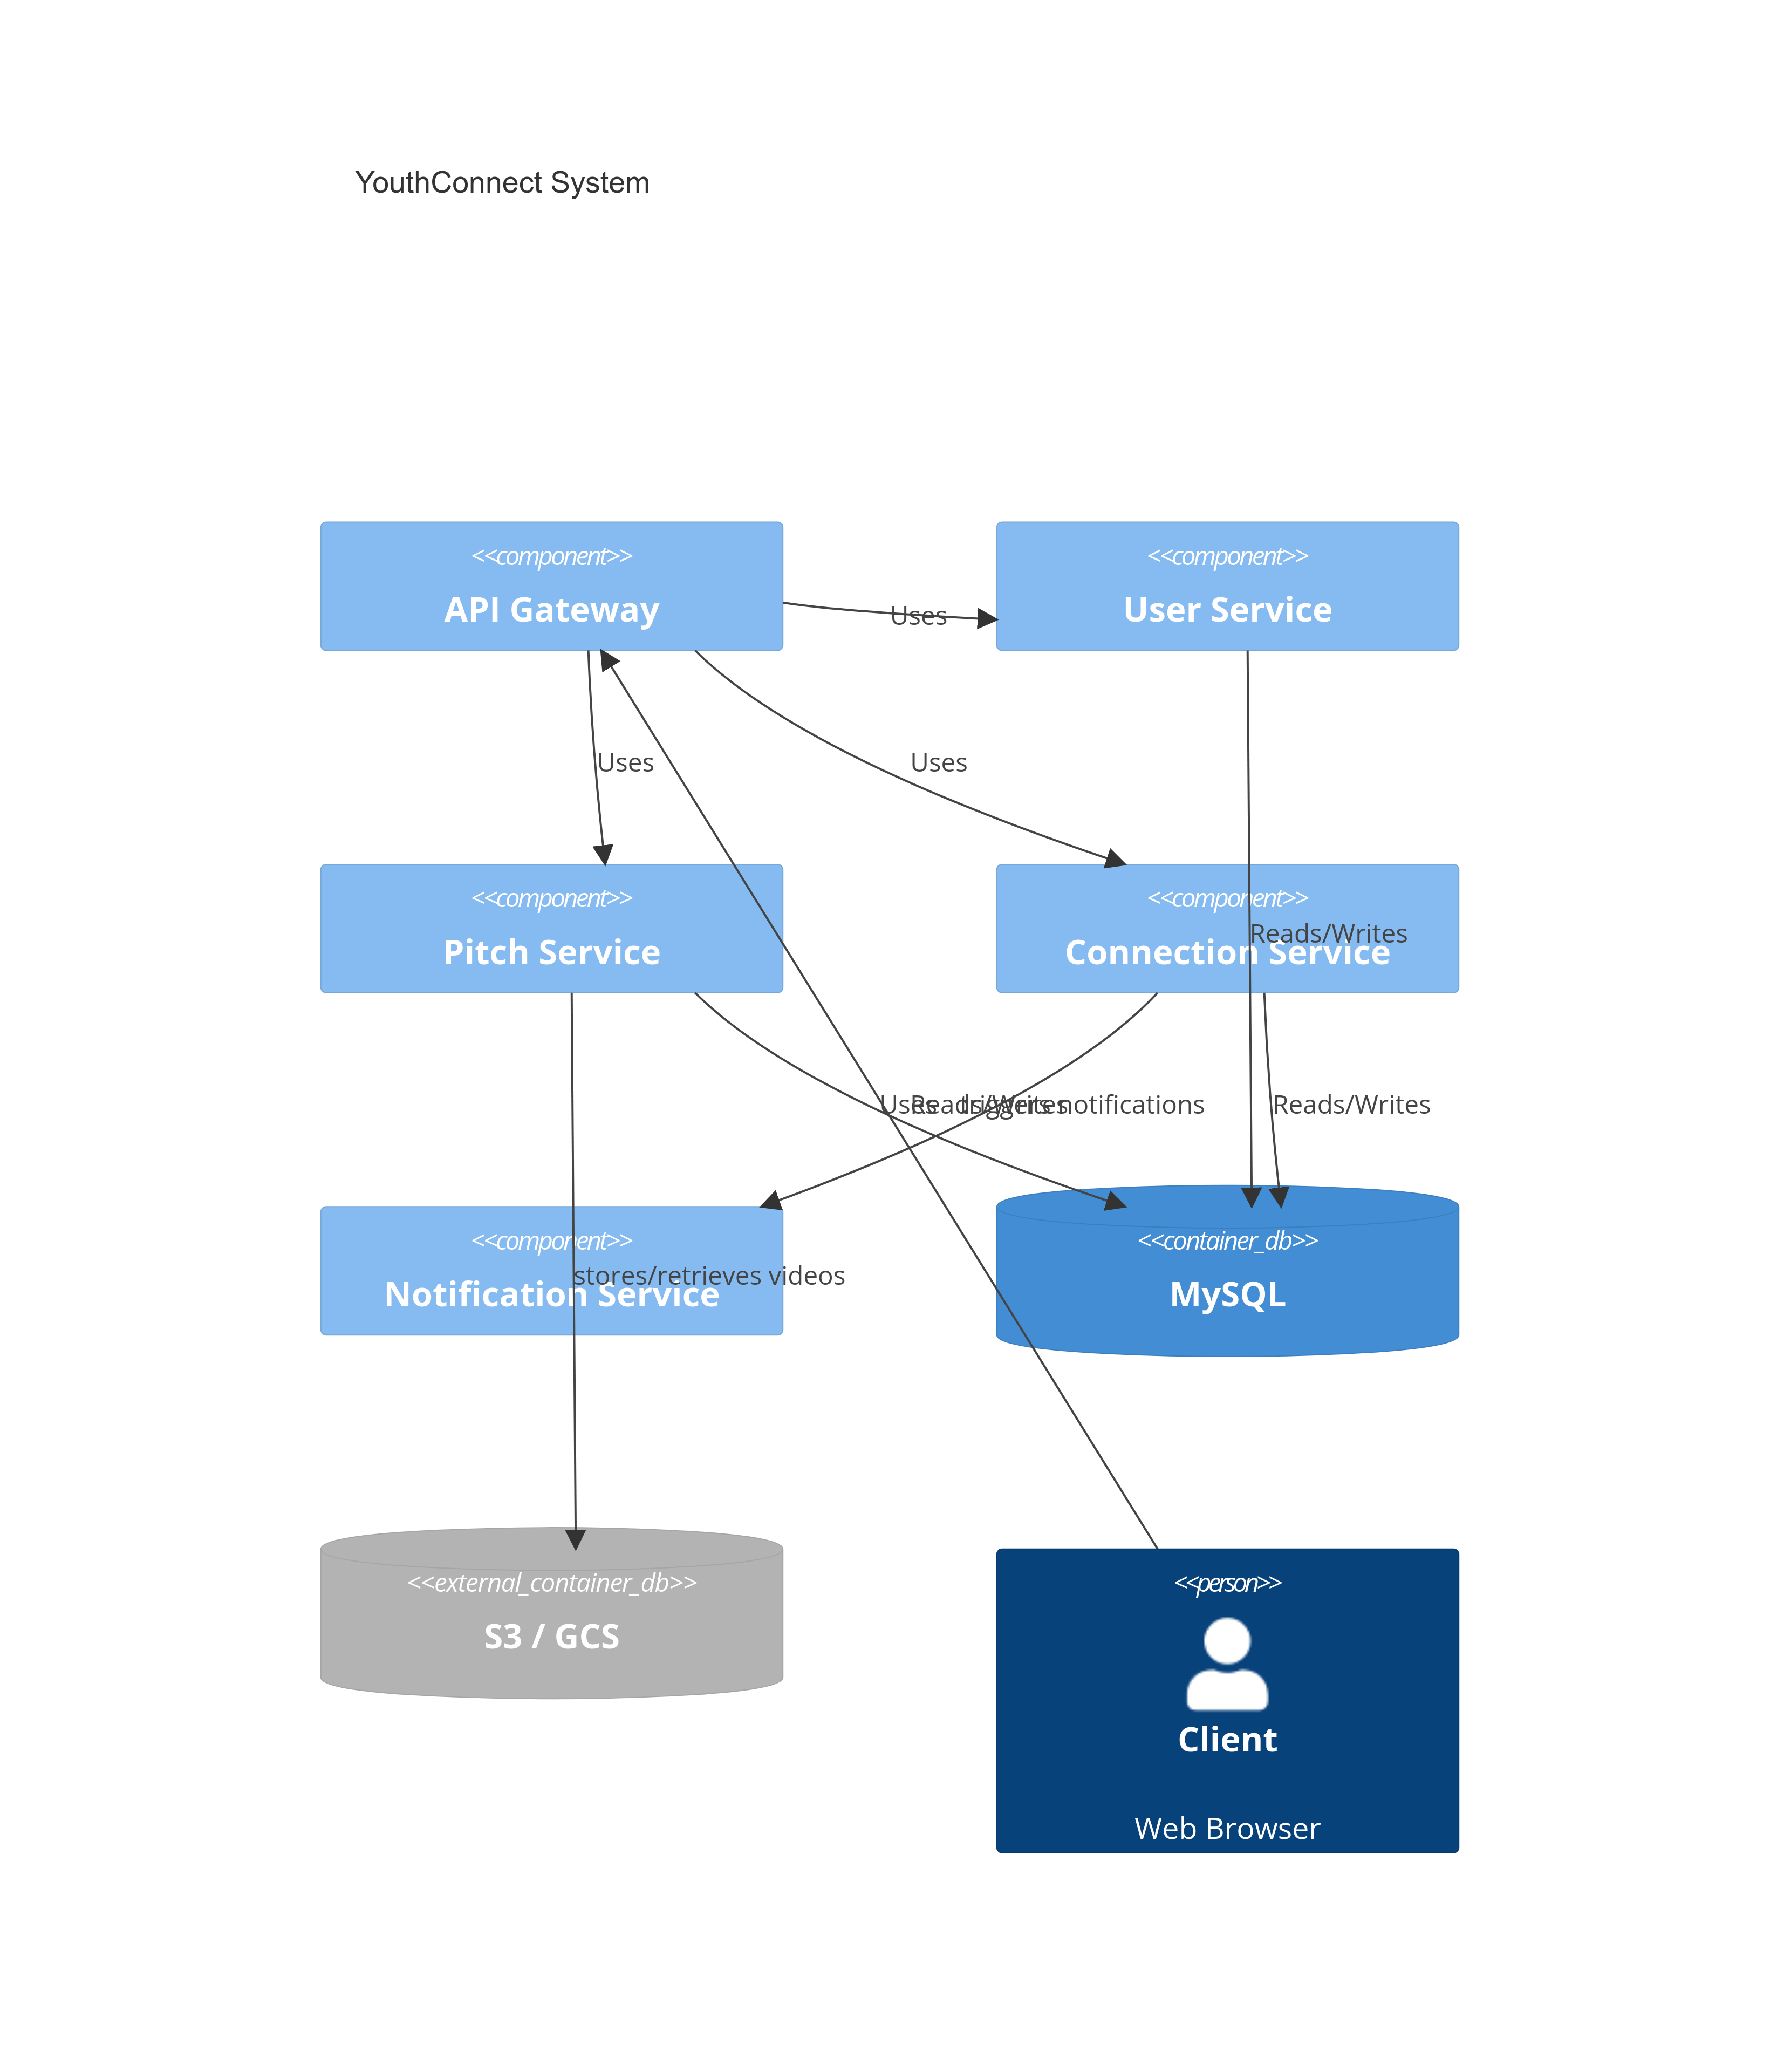 YouthConnect System
<<component>>
API Gateway
<<component>>
User Service
Uses
Uses
Uses
<<component>>
Pitch Service
<<component>>
Connection Service
Reads/Writes
Uses
Reads/Writes
triggers notifications
Reads/Writes
<<component>>
Notification Service
stores/retrieves videos
<<container_db>>
MySQL
<<external_container_db>>
S3 / GCS
<<person>>
Client
Web Browser